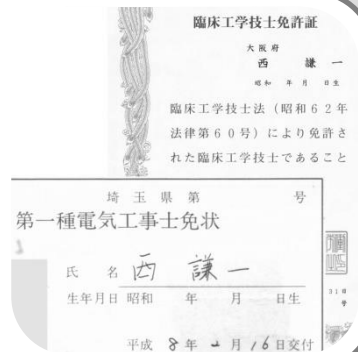 臨床工学技士免許証
大阪府
西 謙 一
昭和 年 月 日生
臨床工学技士法(昭和62年
法律第60号)により免許さ
れた臨床工学技士であること
埼玉県第 号
第一種電気工事士免状
氏 名 西 謙 一
生年月日 昭和 年 月 日生
平成 8年 2月 16日交付
31日
号